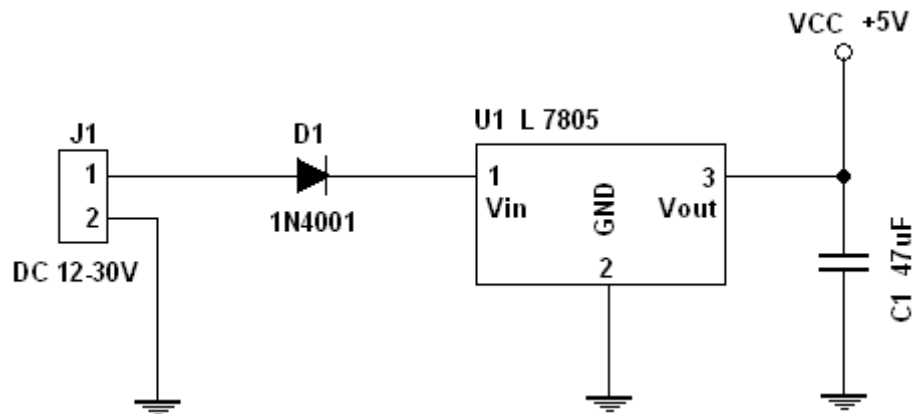 VCC +5V
U1 L 7805
J1
D1
1
2
1N4001
DC 12-30V
1
Vin
GND
2
3
Vout
C1 47uF